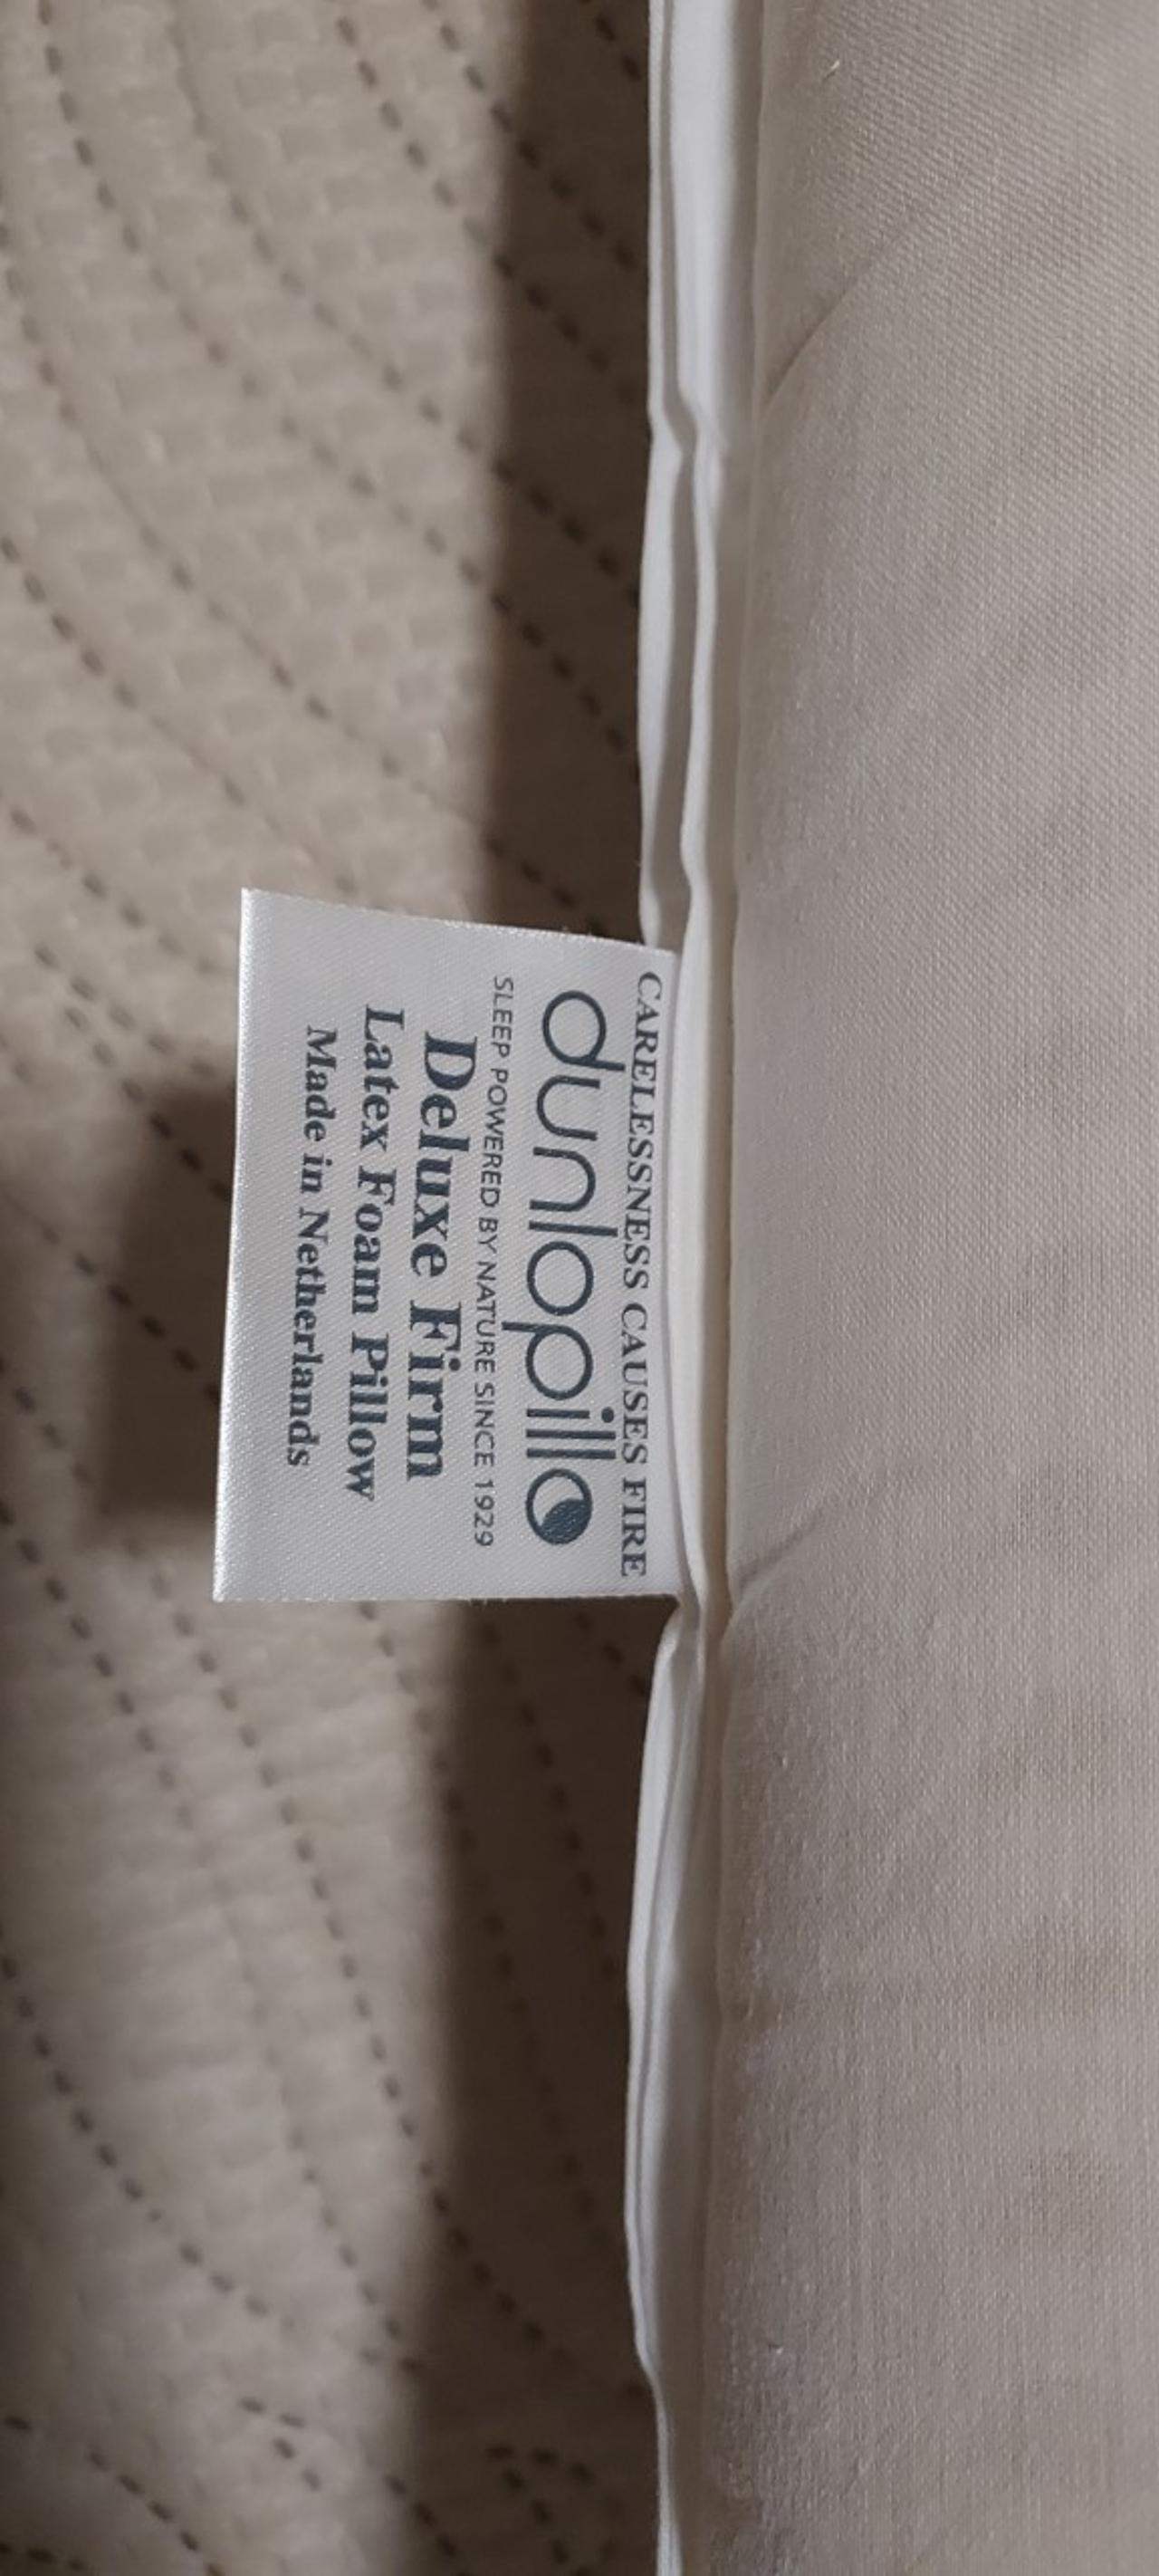 CARELESSNESS CAUSES FIRE
dunlopillo
SLEEP POWERED BY NATURE SINCE 1929
Deluxe Firm
Latex Foam Pillow
Made in Netherlands